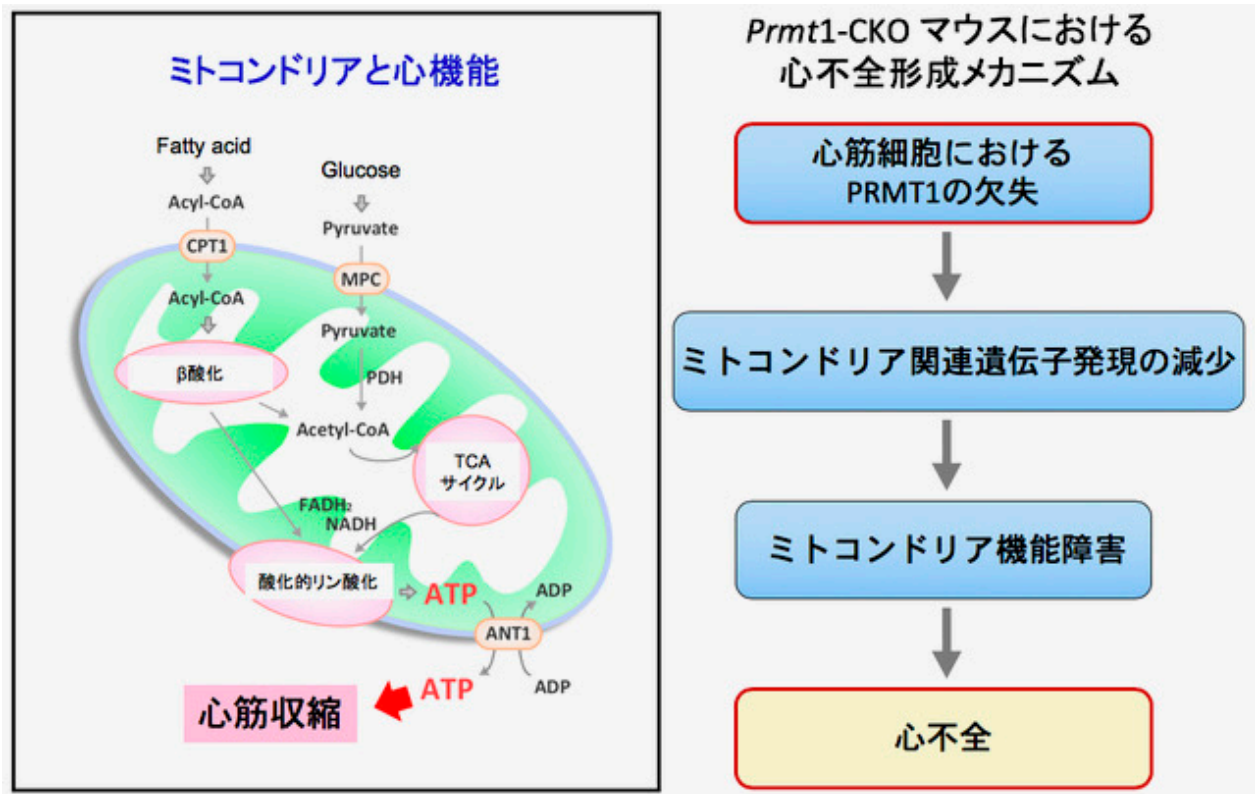 ミトコンドリアと心機能
Fatty acid
Acyl-CoA
CPT1
Acyl-CoA
β酸化
Glucose
Pyruvate
MPC
Pyruvate
PDH
Acetyl-CoA
TCA
サイクル
FADH₂
NADH
酸化的リン酸化
ATP
ADP
ANT1
ATP
ADP
心筋収縮
Prmt1-CKO マウスにおける
心不全形成メカニズム
心筋細胞における
PRMT1の欠失
ミトコンドリア関連遺伝子発現の減少
ミトコンドリア機能障害
心不全